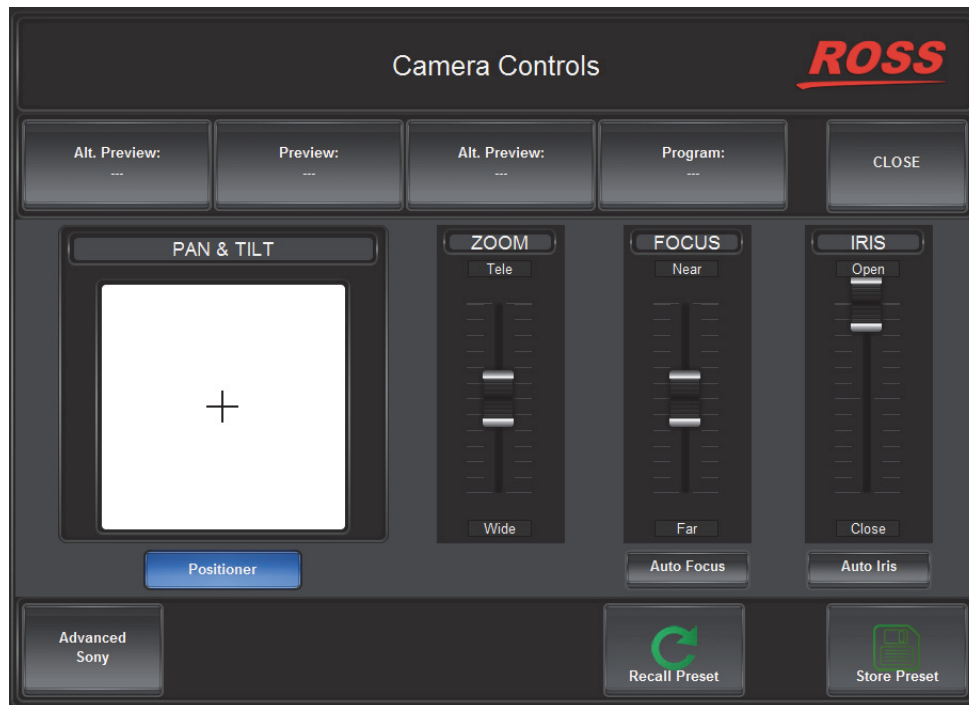 Camera Controls
ROSS
Alt. Preview:
---
Preview:
---
Alt. Preview:
---
Program:
---
CLOSE
PAN & TILT
ZOOM
Tele
Wide
FOCUS
Near
Far
IRIS
Open
Close
Positioner
Auto Focus
Auto Iris
Advanced
Sony
Recall Preset
Store Preset